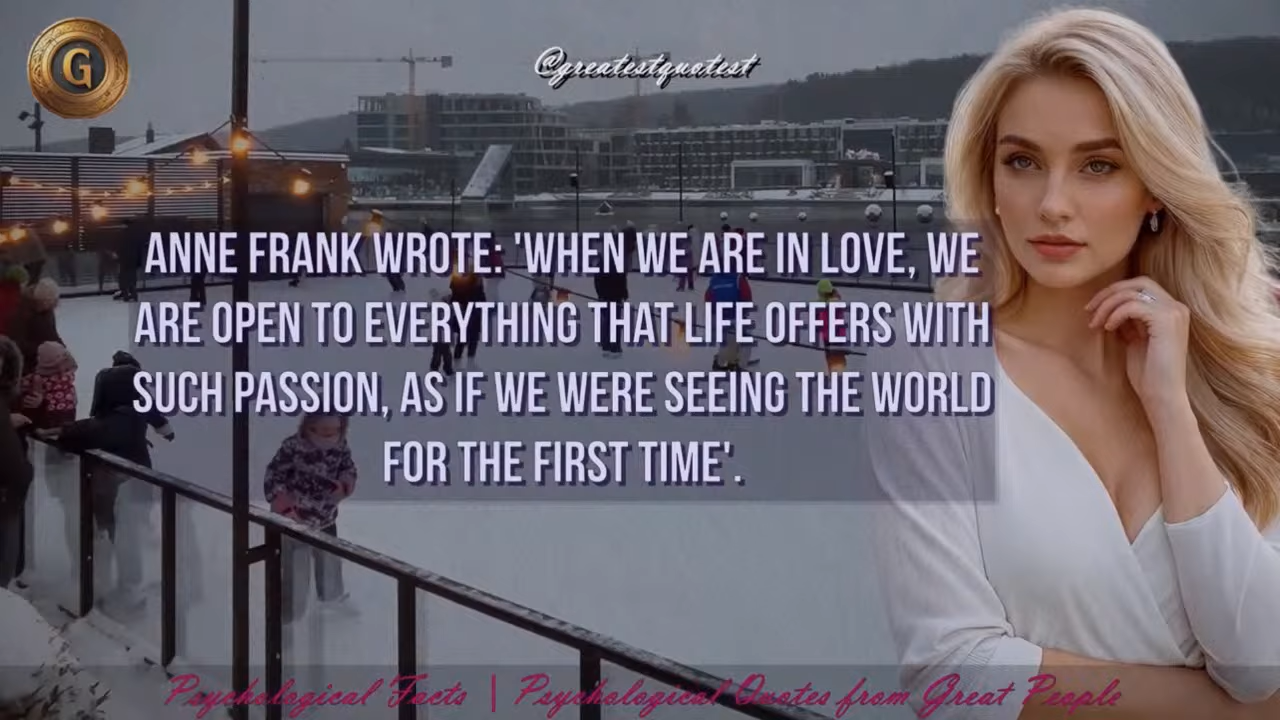 G
@greatestquotest
ANNE FRANK WROTE: 'WHEN WE ARE IN LOVE, WE
ARE OPEN TO EVERYTHING THAT LIFE OFFERS WITH
SUCH PASSION, AS IF WE WERE SEEING THE WORLD
FOR THE FIRST TIME'.
Psychological Facts | Psychological Quotes from Great People